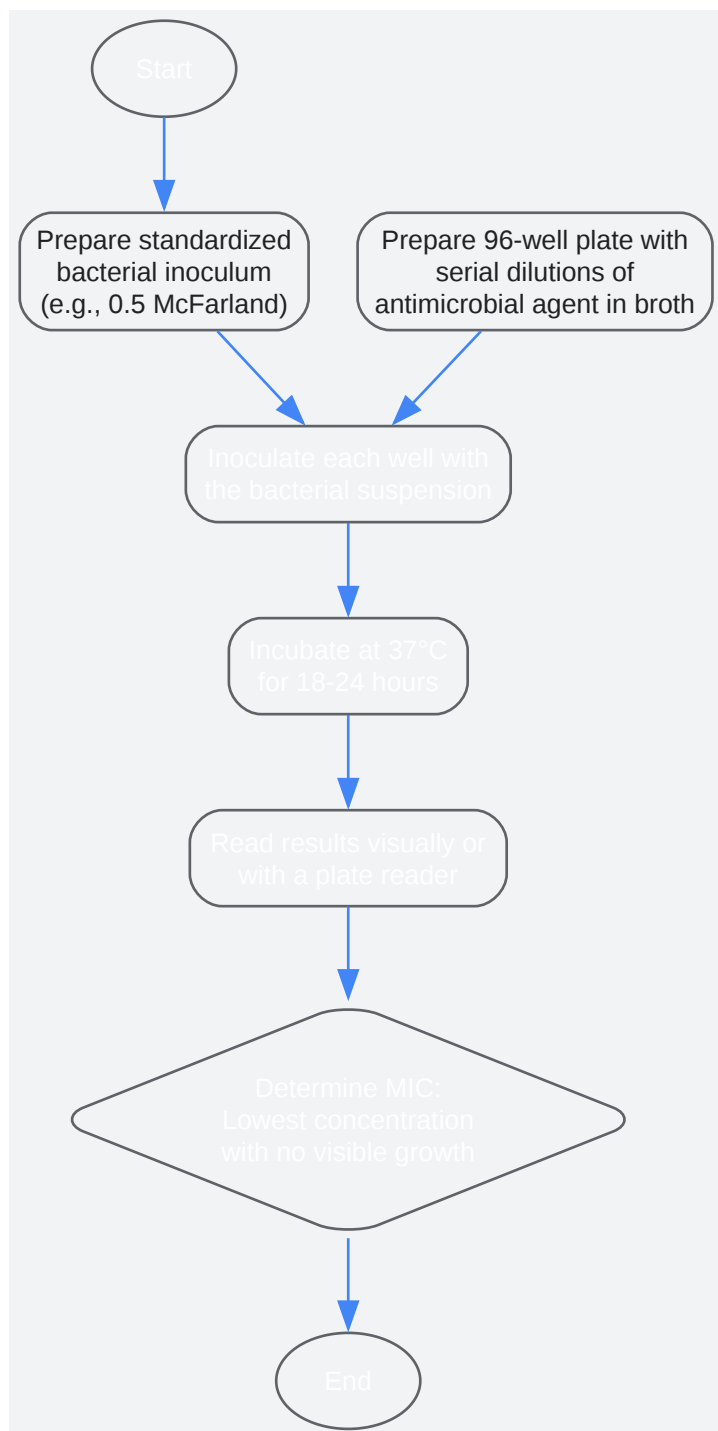 Start
Prepare standardized
bacterial inoculum
(e.g., 0.5 McFarland)
Prepare 96-well plate with
serial dilutions of
antimicrobial agent in broth
Inoculate each well with
the bacterial suspension
Incubate at 37°C
for 18-24 hours
Read results visually or
with a plate reader
Determine MIC:
Lowest concentration
with no visible growth
End